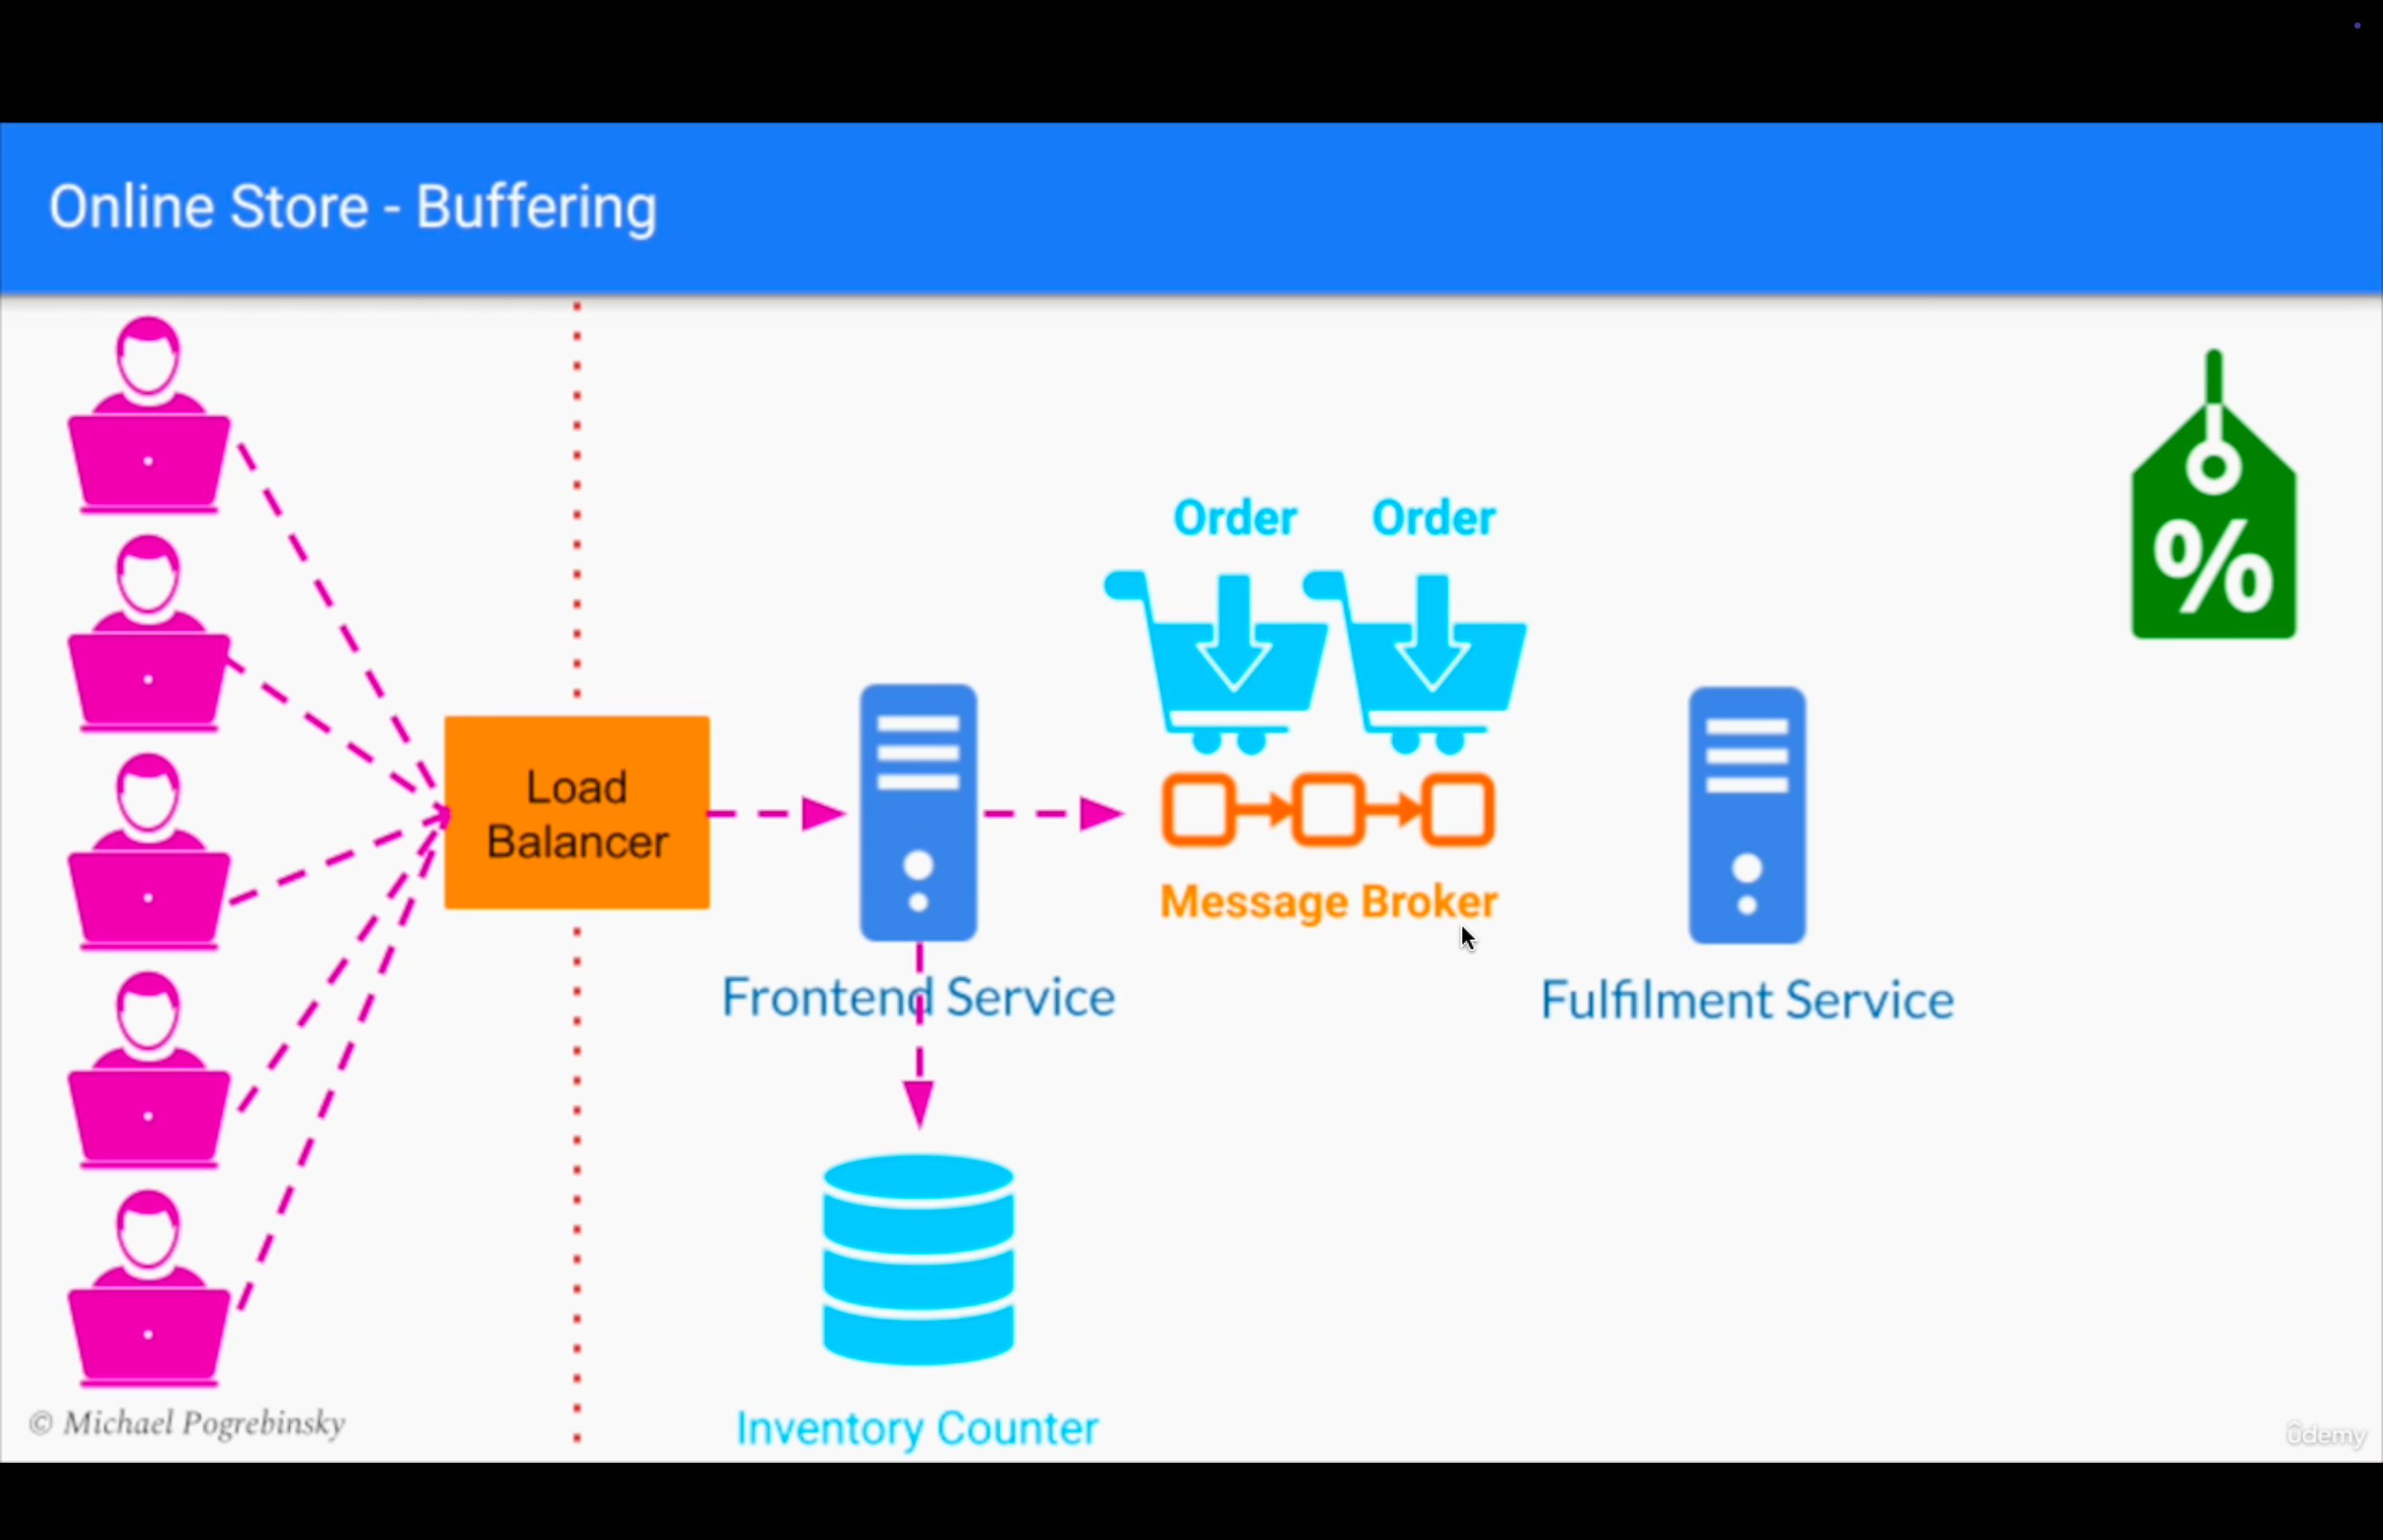 Online Store - Buffering
Order Order
%
Load
Balancer
Message Broker
Frontend Service
Fulfilment Service
Inventory Counter
© Michael Pogrebinsky
ûdemy